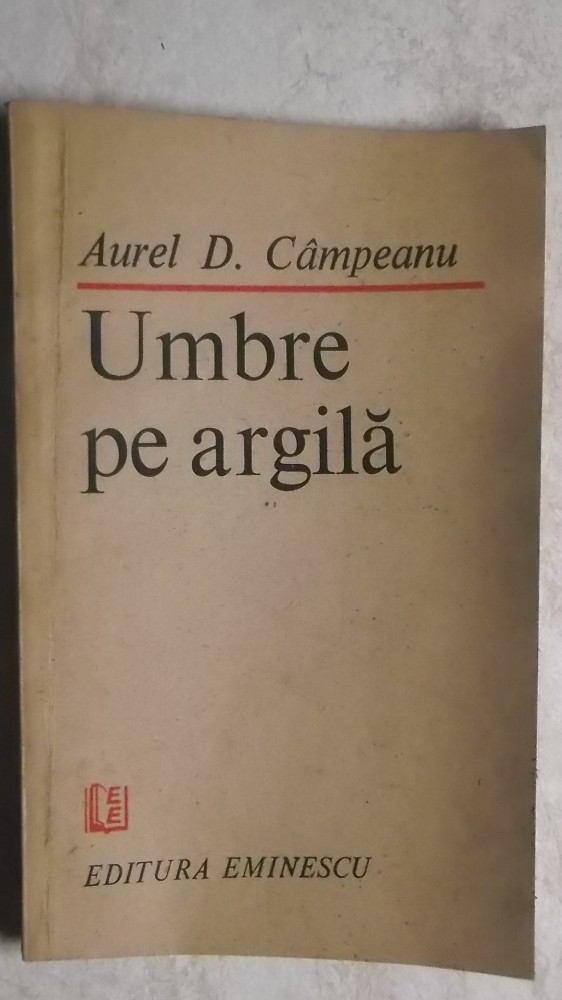 Aurel D. Câmpeanu
Umbre
pe argilă
E
E
EDITURA EMINESCU